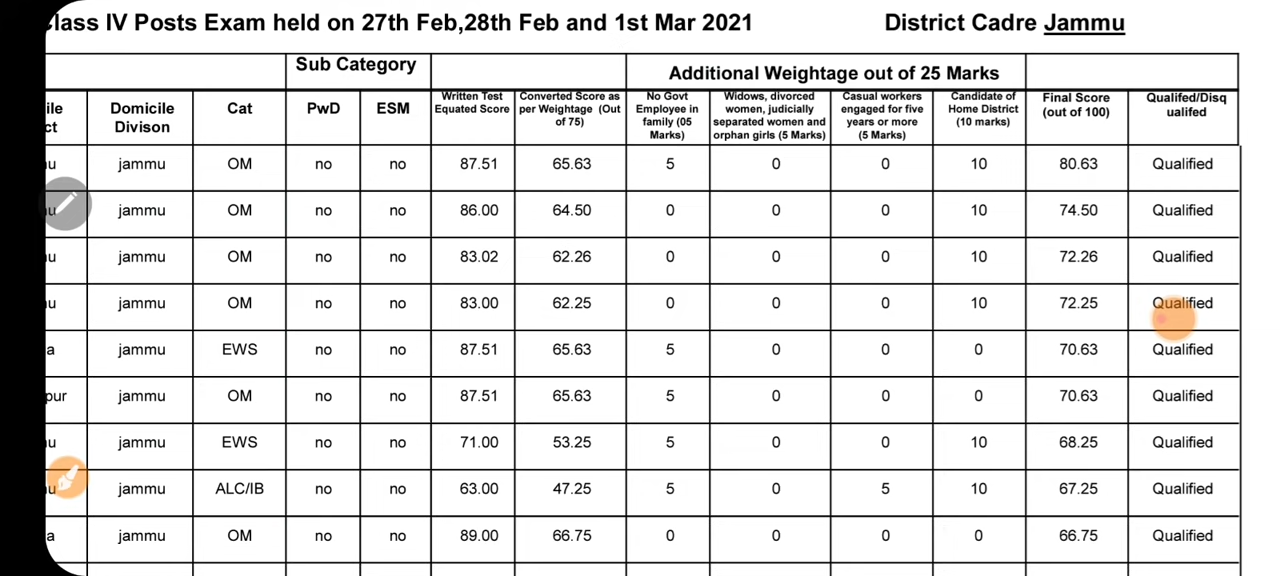 Class IV Posts Exam held on 27th Feb,28th Feb and 1st Mar 2021 District Cadre Jammu
Sub Category Additional Weightage out of 25 Marks
ile
ct Domicile
Divison Cat PwD ESM Written Test
Equated Score Converted Score as
per Weightage (Out
of 75) No Govt
Employee in
family (05
Marks) Widows, divorced
women, judicially
separated women and
orphan girls (5 Marks) Casual workers
engaged for five
years or more
(5 Marks) Candidate of
Home District
(10 marks) Final Score
(out of 100) Qualifed/Disq
ualifed
u jammu OM no no 87.51 65.63 5 0 0 10 80.63 Qualified
u jammu OM no no 86.00 64.50 0 0 0 10 74.50 Qualified
u jammu OM no no 83.02 62.26 0 0 0 10 72.26 Qualified
u jammu OM no no 83.00 62.25 0 0 0 10 72.25 Qualified
a jammu EWS no no 87.51 65.63 5 0 0 0 70.63 Qualified
pur jammu OM no no 87.51 65.63 5 0 0 0 70.63 Qualified
u jammu EWS no no 71.00 53.25 5 0 0 10 68.25 Qualified
u jammu ALC/IB no no 63.00 47.25 5 0 5 10 67.25 Qualified
a jammu OM no no 89.00 66.75 0 0 0 0 66.75 Qualified